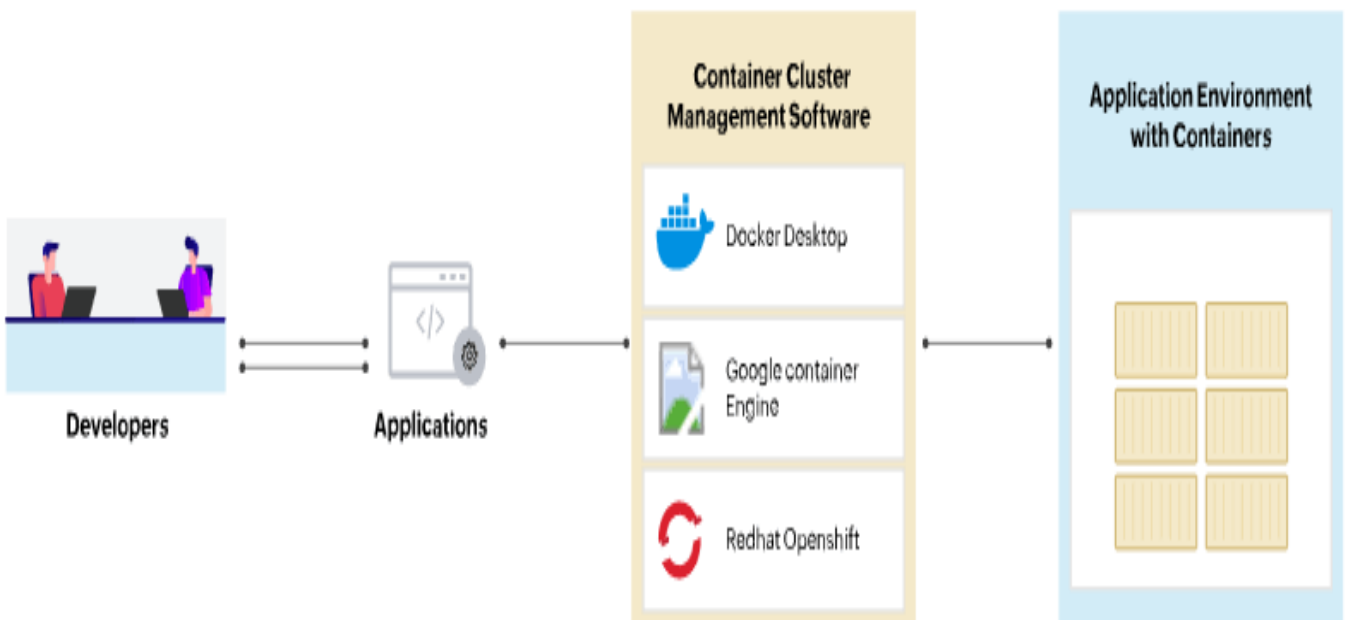 Container Cluster
Management Software
Application Environment
with Containers
Docker Desktop
Google container
Engine
Redhat Openshift
</>
Developers
Applications